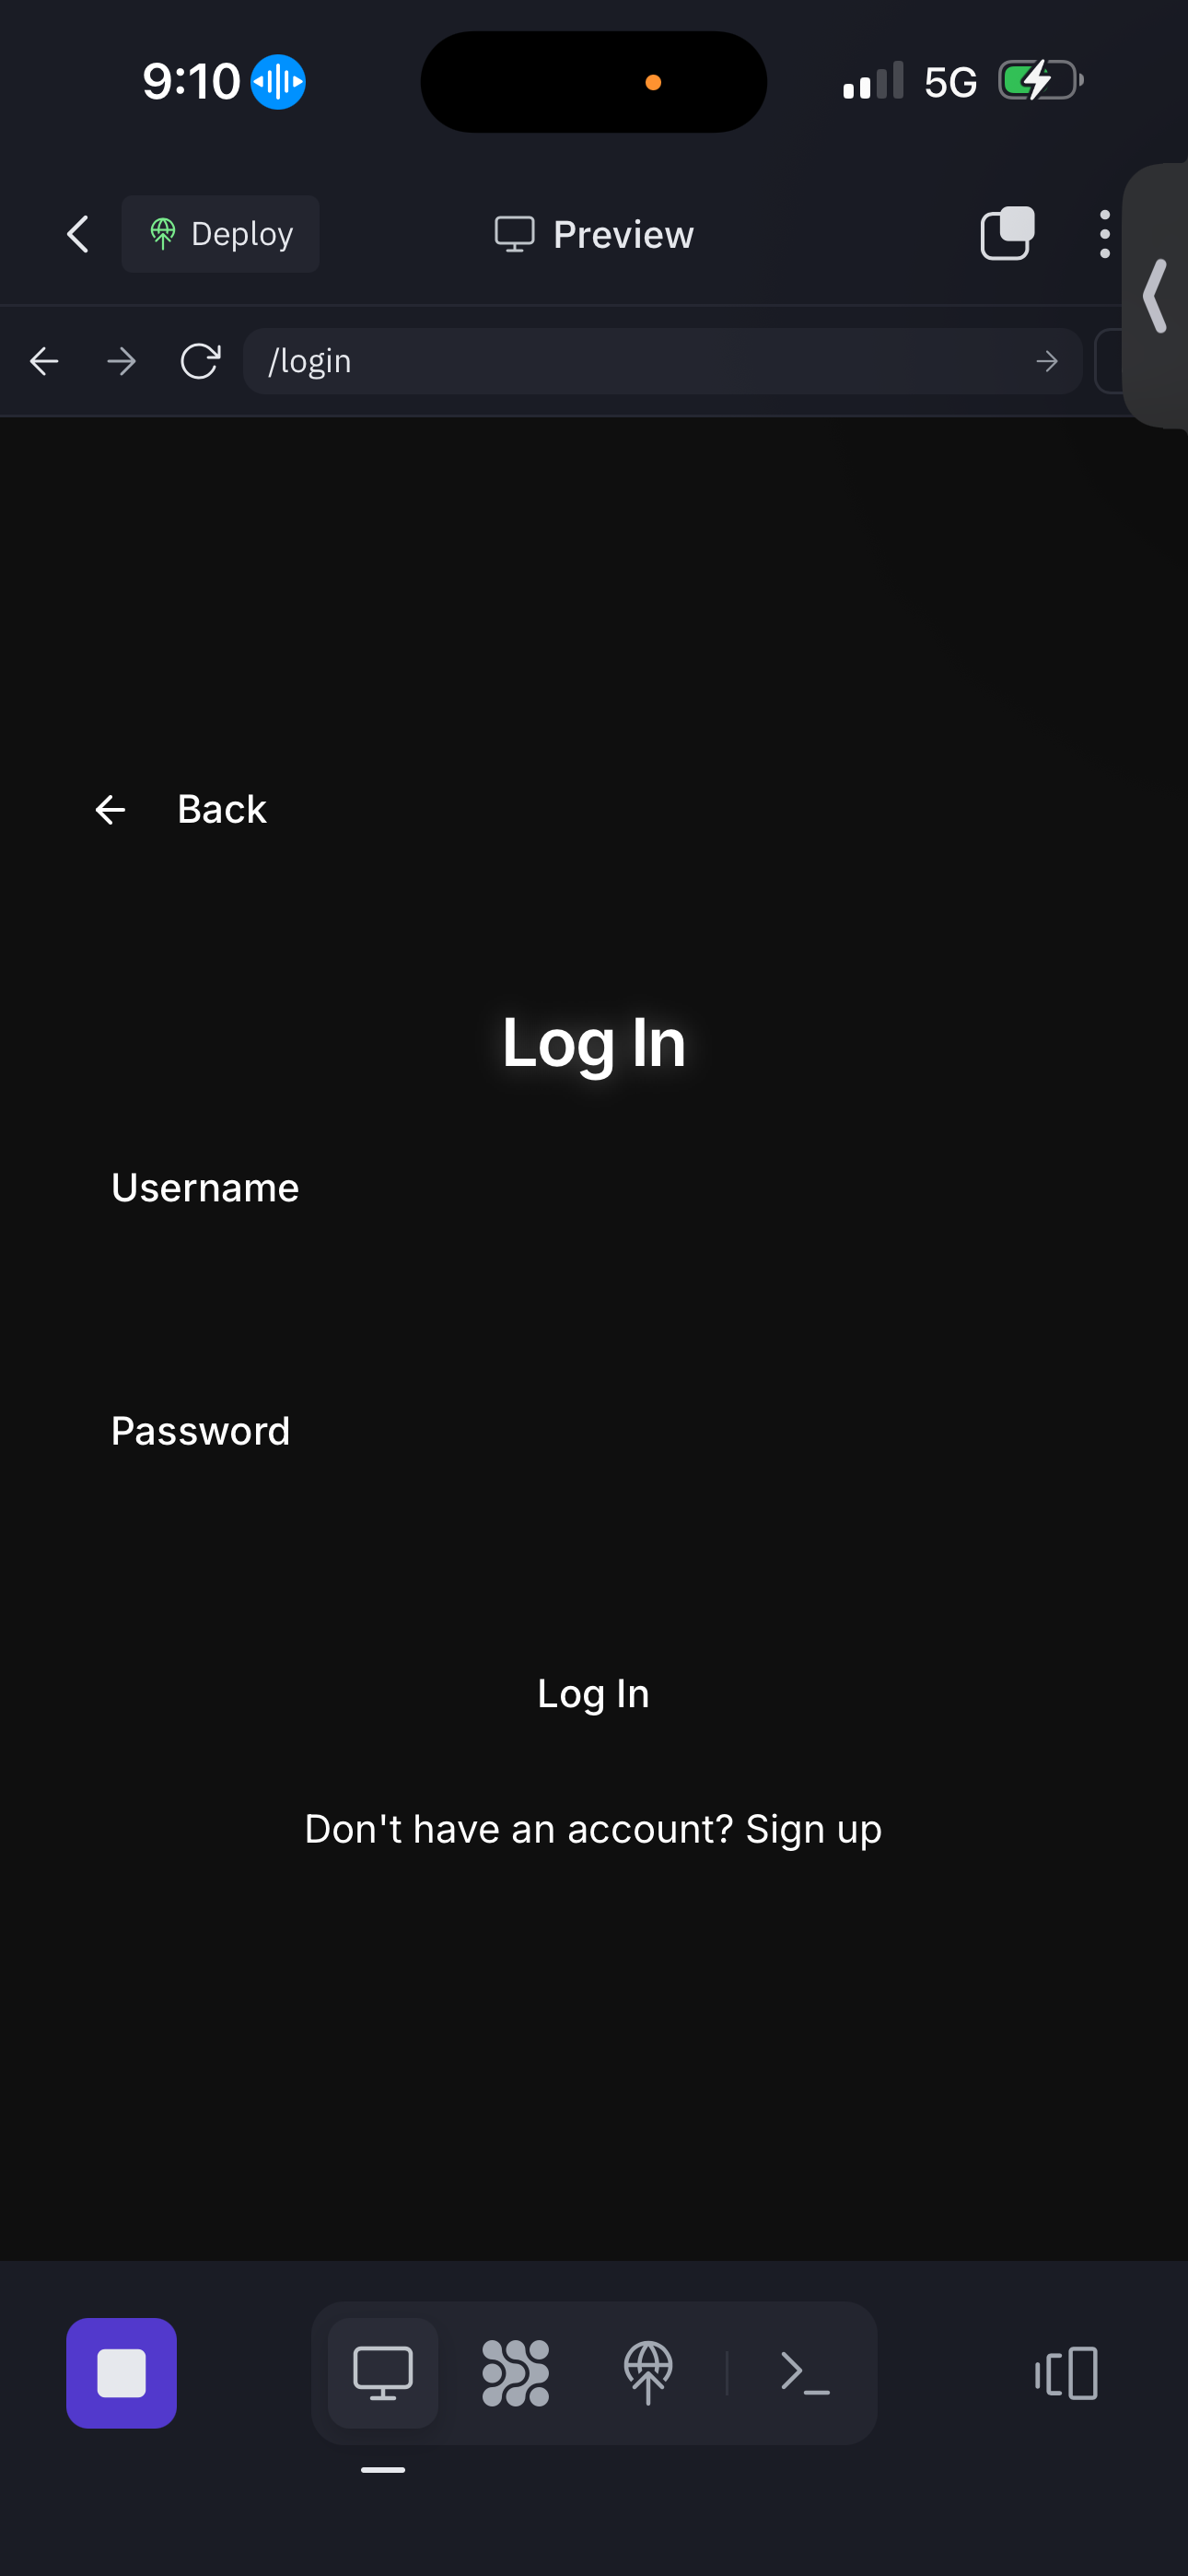 9:10
5G
Deploy
Preview
/login
Back
Log In
Username
Password
Log In
Don't have an account? Sign up